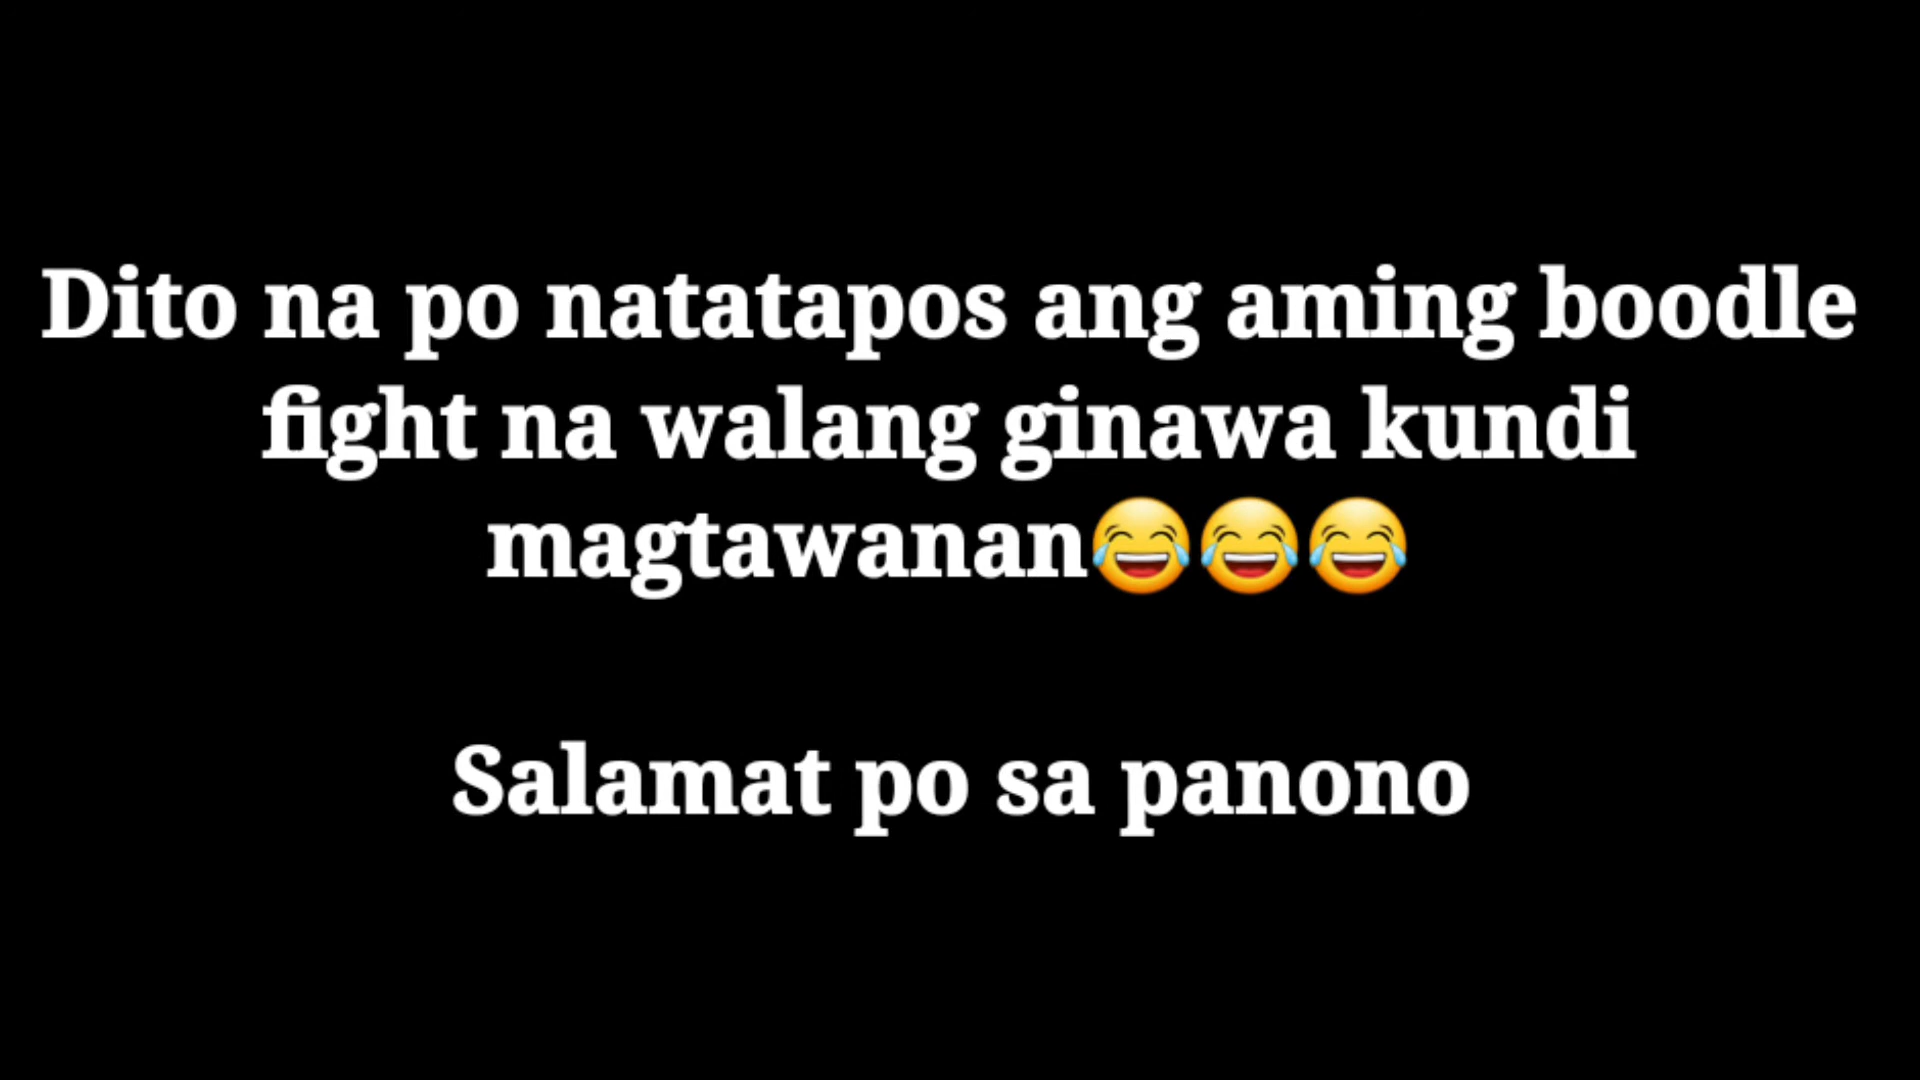 Dito na po natatapos ang aming boodle
fight na walang ginawa kundi
magtawanan😂😂😂
Salamat po sa panono